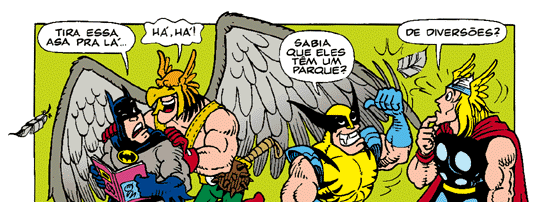 TIRA ESSA
ASA PRA LÁ...
HÁ, HÁ!
SABIA
QUE ELES
TÊM UM
PARQUE?
DE DIVERSÕES?